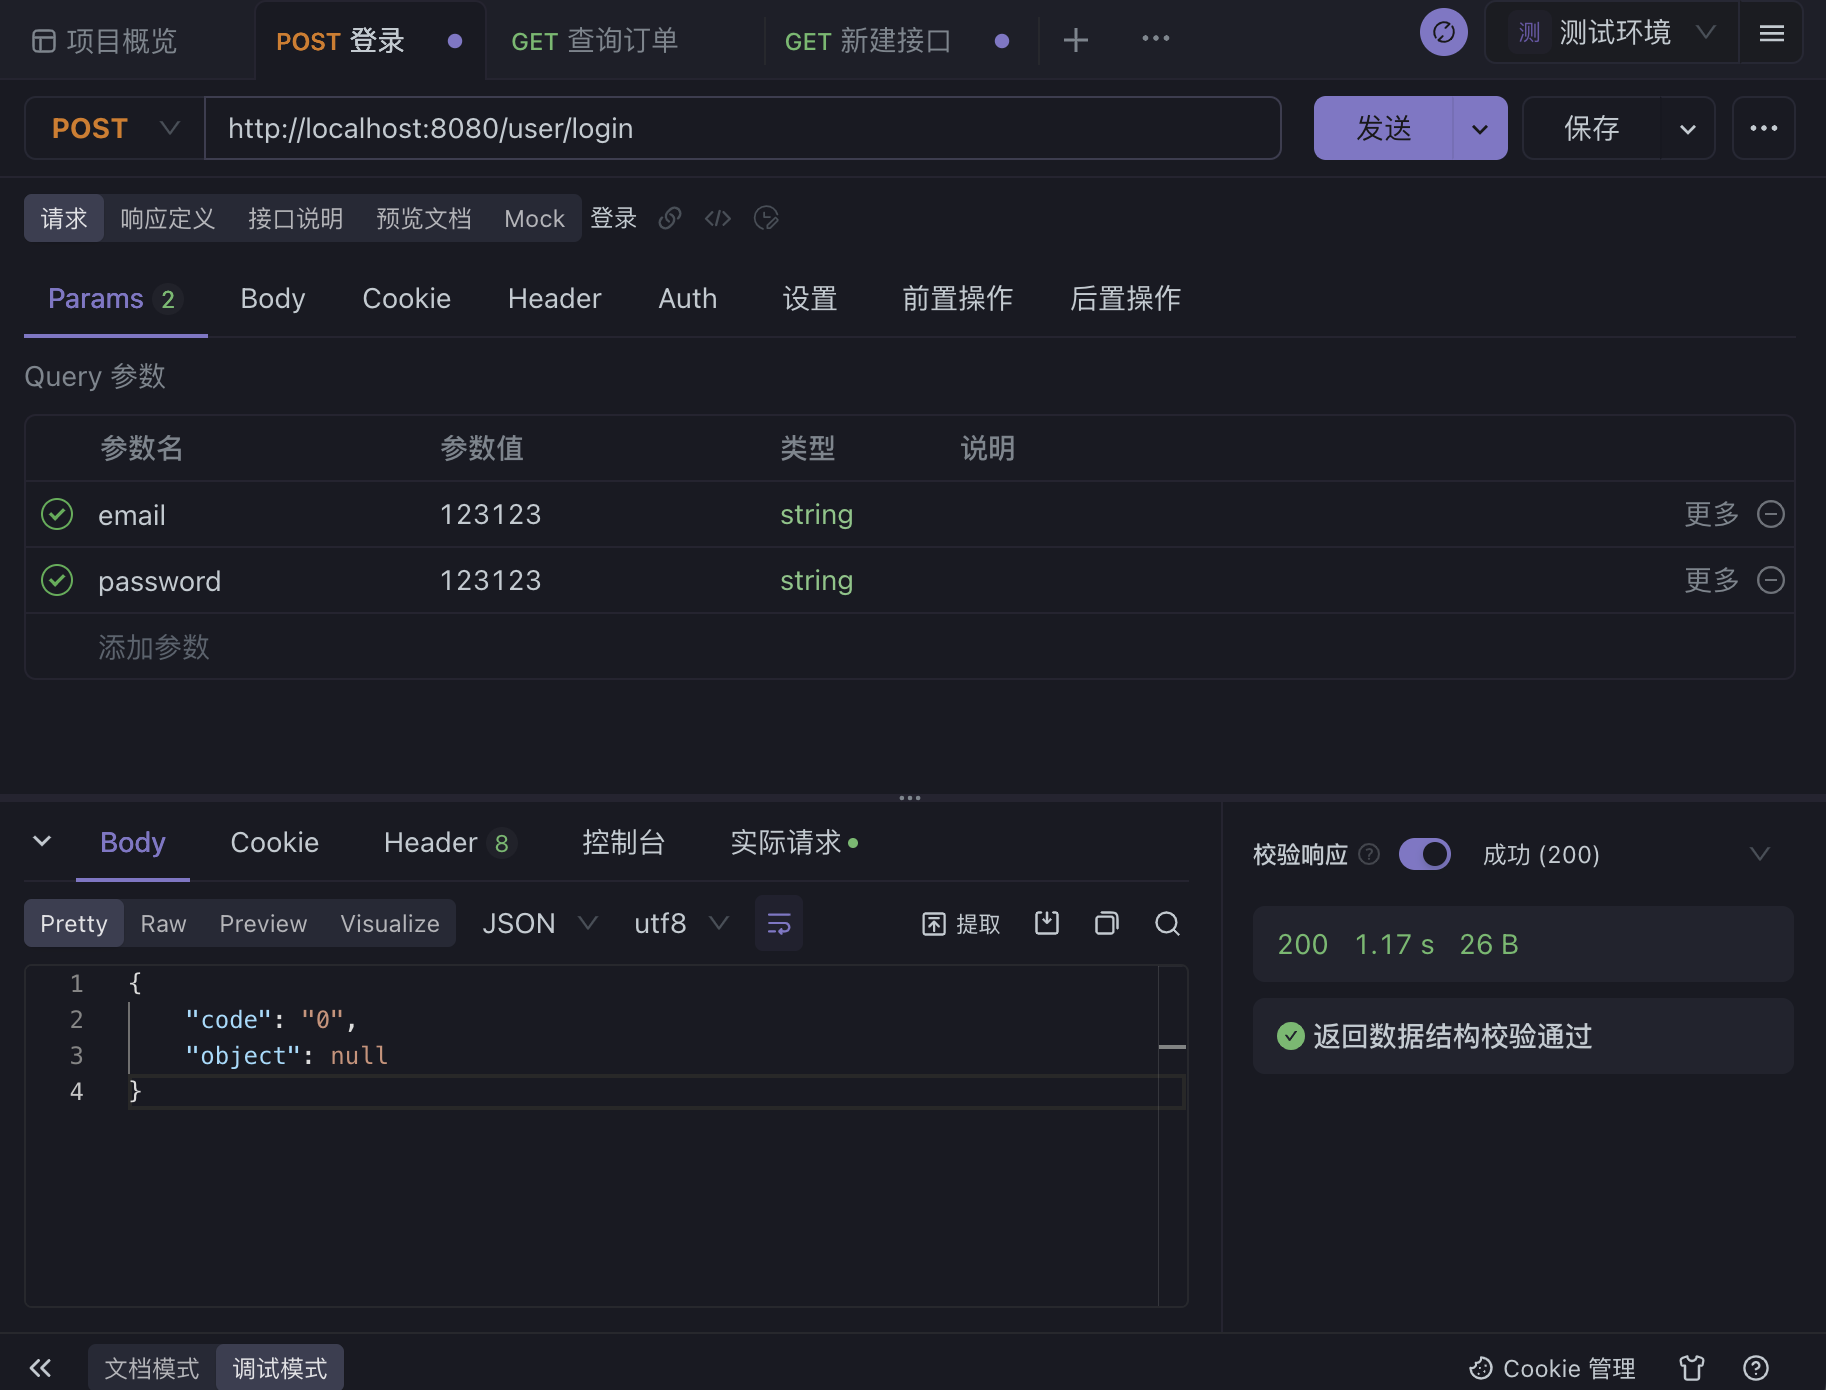 项目概览 POST 登录 GET 查询订单 GET 新建接口 测 测试环境
POST http://localhost:8080/user/login 发送 保存
请求 响应定义 接口说明 预览文档 Mock 登录
Params 2 Body Cookie Header Auth 设置 前置操作 后置操作
Query 参数
参数名 参数值 类型 说明
email 123123 string 更多
password 123123 string 更多
添加参数
Body Cookie Header 8 控制台 实际请求
Pretty Raw Preview Visualize JSON utf8 提取
1 {
2 "code": "0",
3 "object": null
4 }
校验响应 ? 成功 (200)
200 1.17 s 26 B
返回数据结构校验通过
文档模式 调试模式 Cookie 管理 ?